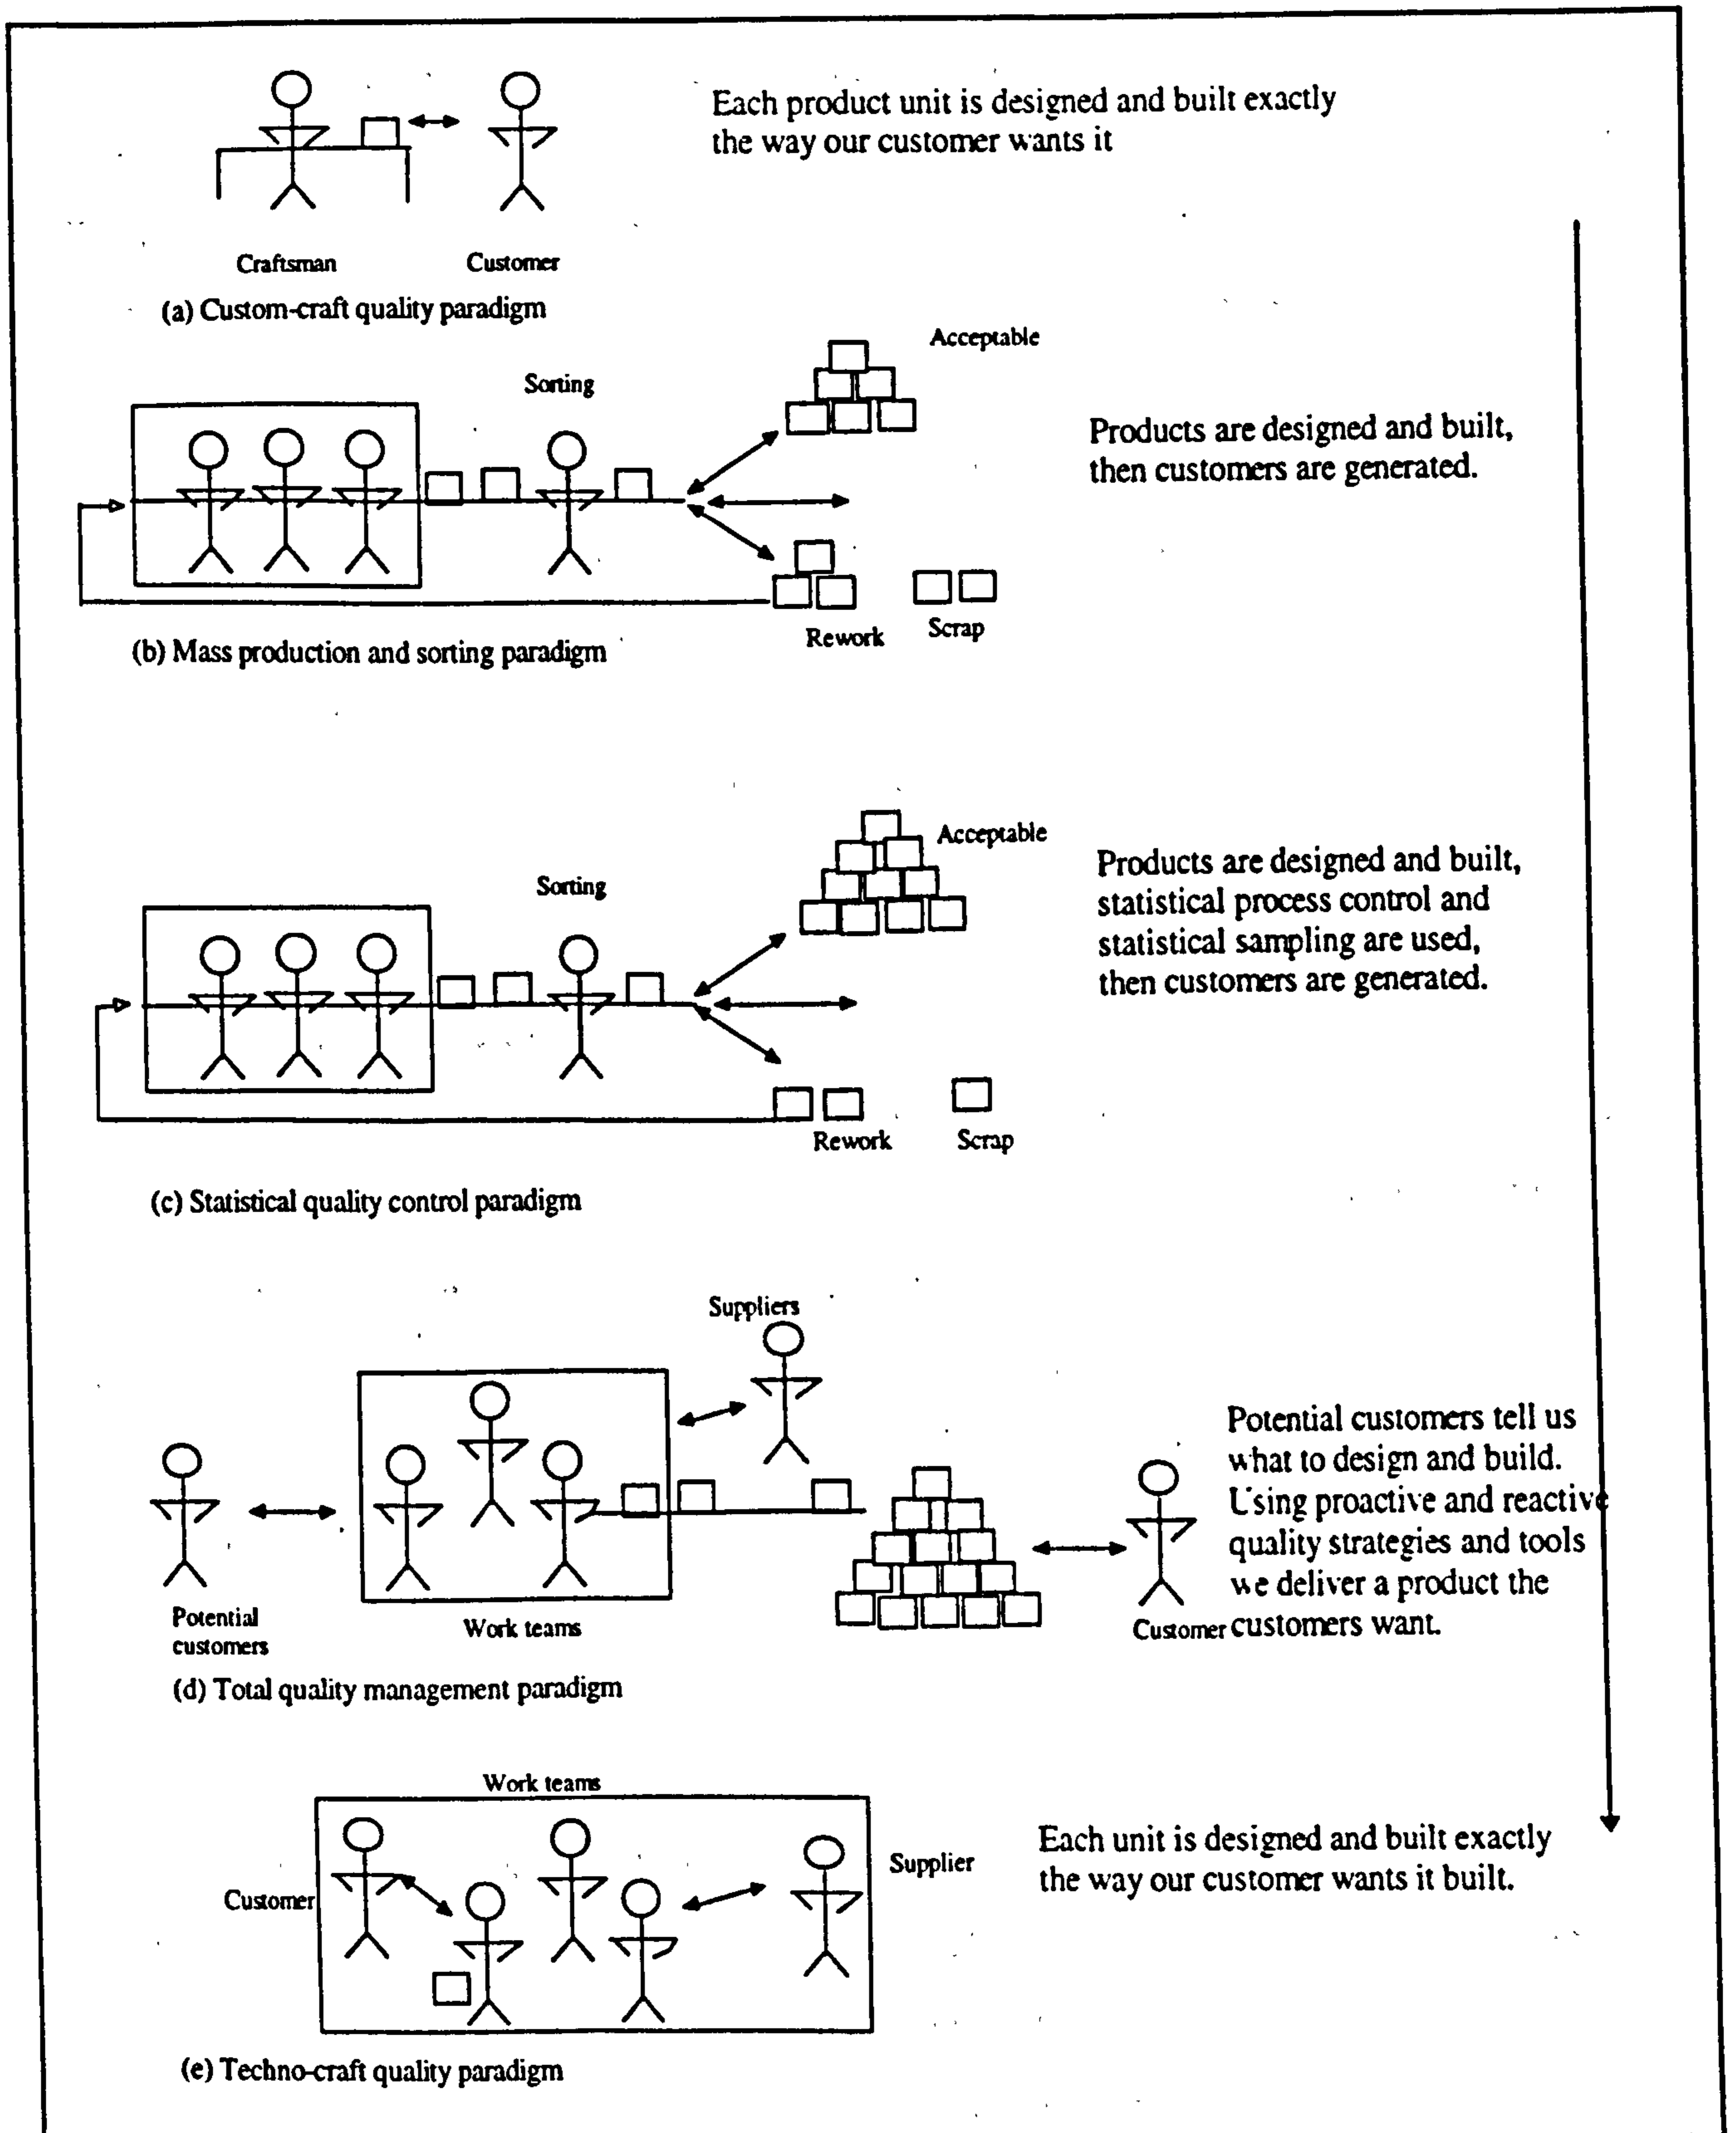 Each product unit is designed and built exactly
the way our customer wants it
Craftsman
Customer
(a) Custom-craft quality paradigm
Acceptable
Sorting
Products are designed and built,
then customers are generated.
Rework
Scrap
(b) Mass production and sorting paradigm
Acceptable
Sorting
Products are designed and built,
statistical process control and
statistical sampling are used,
then customers are generated.
Rework
Scrap
(c) Statistical quality control paradigm
Suppliers
Potential customers tell us
what to design and build.
Using proactive and reactive
quality strategies and tools
we deliver a product the
customers want.
Potential
customers
Work teams
Customer
(d) Total quality management paradigm
Work teams
Customer
Supplier
Each unit is designed and built exactly
the way our customer wants it built.
(e) Techno-craft quality paradigm